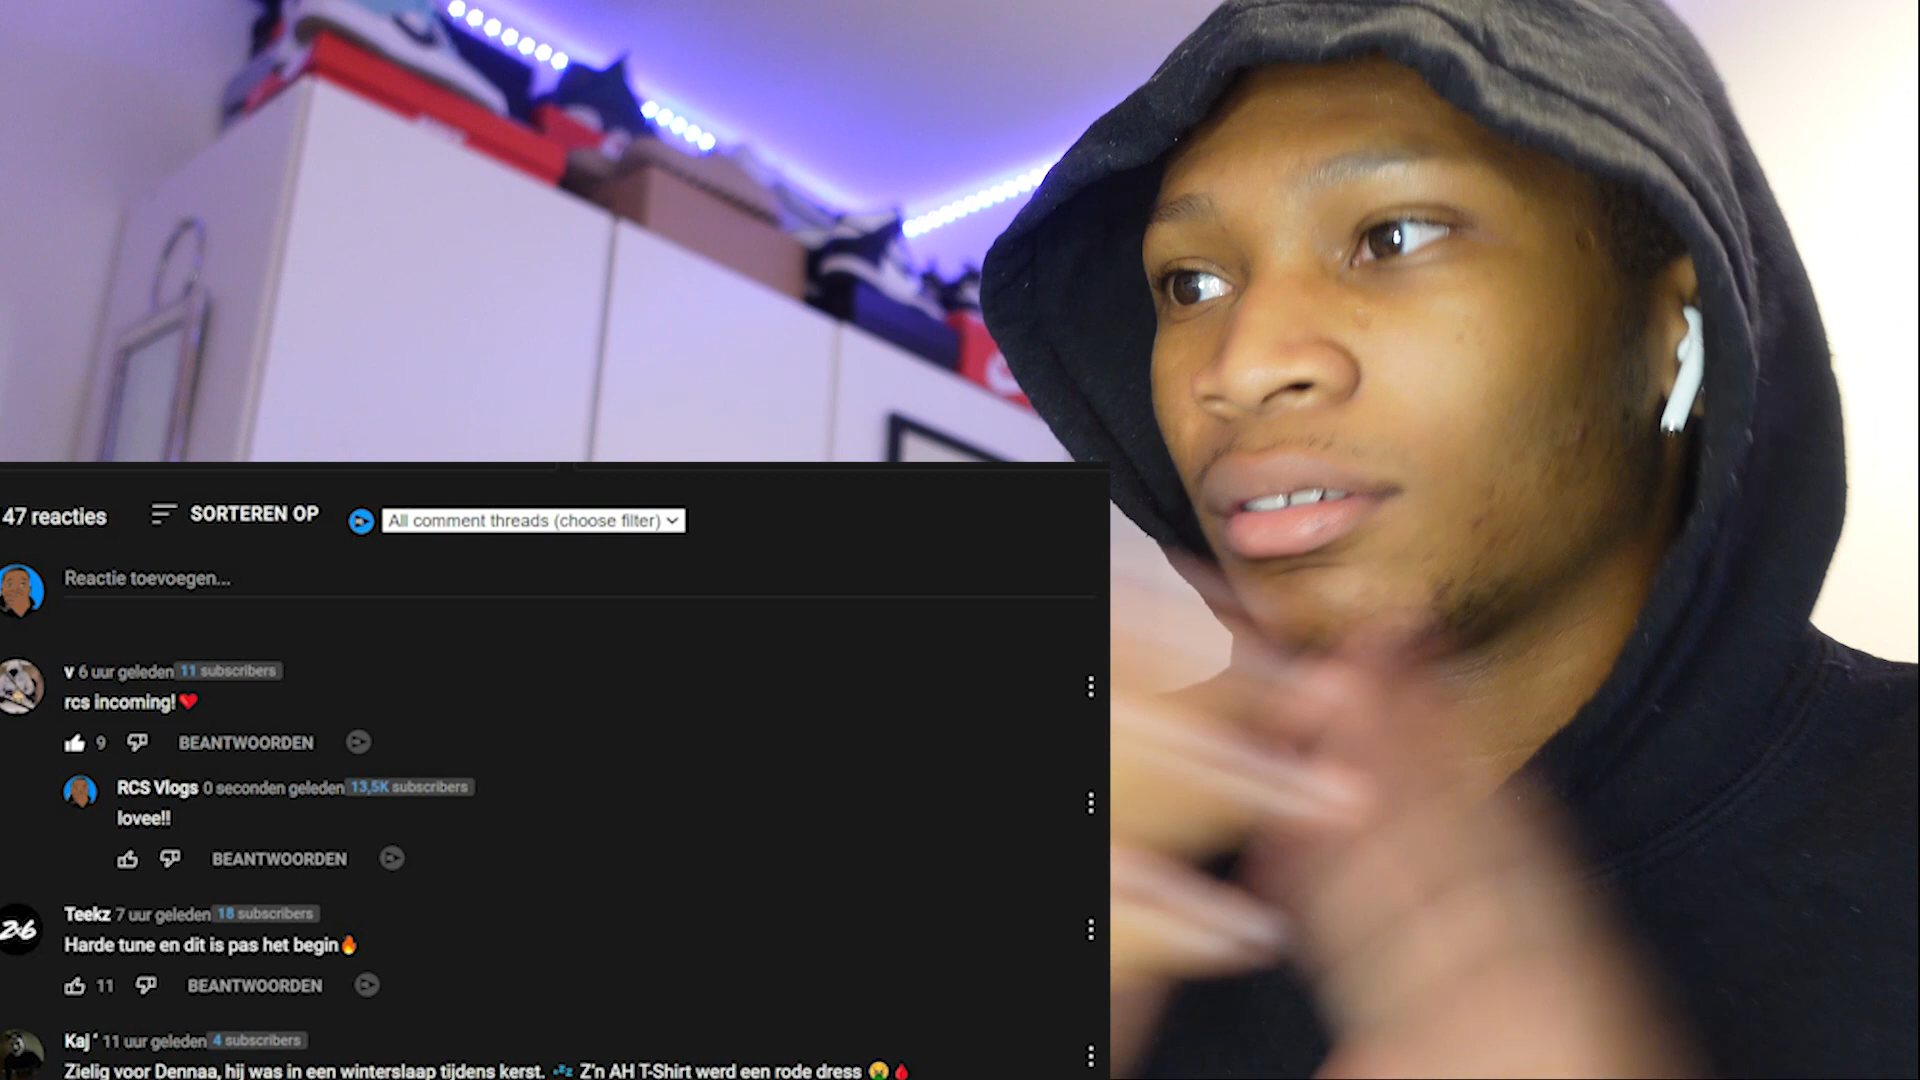 47 reacties
SORTEREN OP
All comment threads (choose filter)
Reactie toevoegen...
v 6 uur geleden 11 subscribers
rcs incoming!❤️
9 BEANTWOORDEN
RCS Vlogs 0 seconden geleden 13,5K subscribers
lovee!!
BEANTWOORDEN
26
Teekz 7 uur geleden 18 subscribers
Harde tune en dit is pas het begin🔥
11 BEANTWOORDEN
Kaj ' 11 uur geleden 4 subscribers
Zielig voor Dennaa, hij was in een winterslaap tijdens kerst. 💤 Z'n AH T-Shirt werd een rode dress 🤮🩸